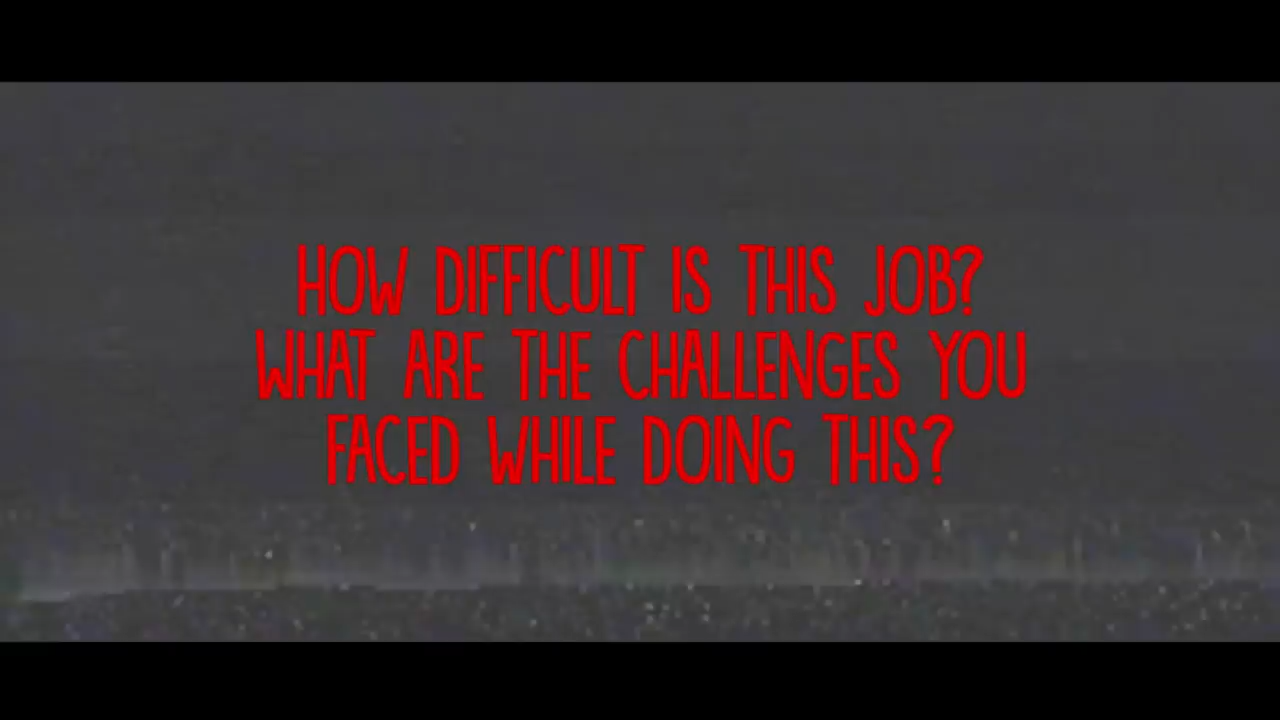 HOW DIFFICULT IS THIS JOB?
WHAT ARE THE CHALLENGES YOU
FACED WHILE DOING THIS?